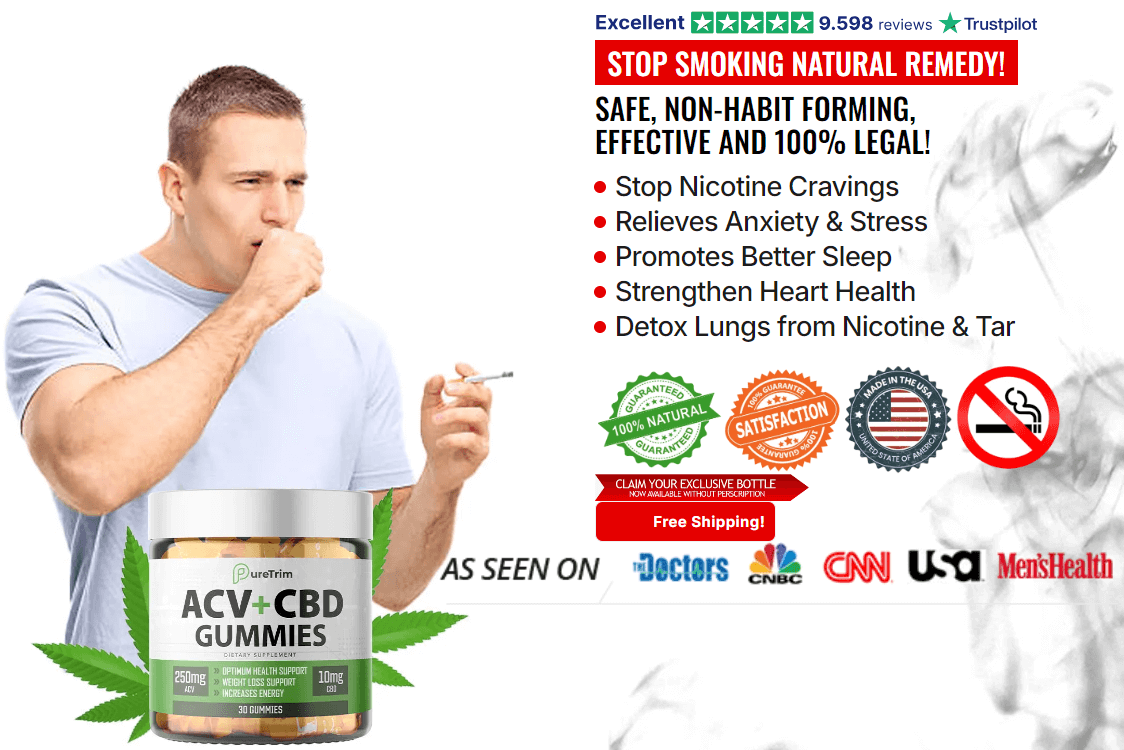 Excellent 9.598 reviews Trustpilot
STOP SMOKING NATURAL REMEDY!
SAFE, NON-HABIT FORMING,
EFFECTIVE AND 100% LEGAL!
Stop Nicotine Cravings
Relieves Anxiety & Stress
Promotes Better Sleep
Strengthen Heart Health
Detox Lungs from Nicotine & Tar
GUARANTEED
100% NATURAL
GUARANTEED
100% GUARANTEE
SATISFACTION
100% GUARANTEE
MADE IN THE USA
UNITED STATE OF AMERICA
CLAIM YOUR EXCLUSIVE BOTTLE
NOW AVAILABLE WITHOUT PERSCRIPTION
Free Shipping!
AS SEEN ON THE Doctors CNBC CNN USA Men'sHealth
PureTrim
ACV+CBD
GUMMIES
DIETARY SUPPLEMENT
250mg ACV
» OPTIMUM HEALTH SUPPORT
» WEIGHT LOSS SUPPORT
» INCREASES ENERGY
10mg CBD
30 GUMMIES